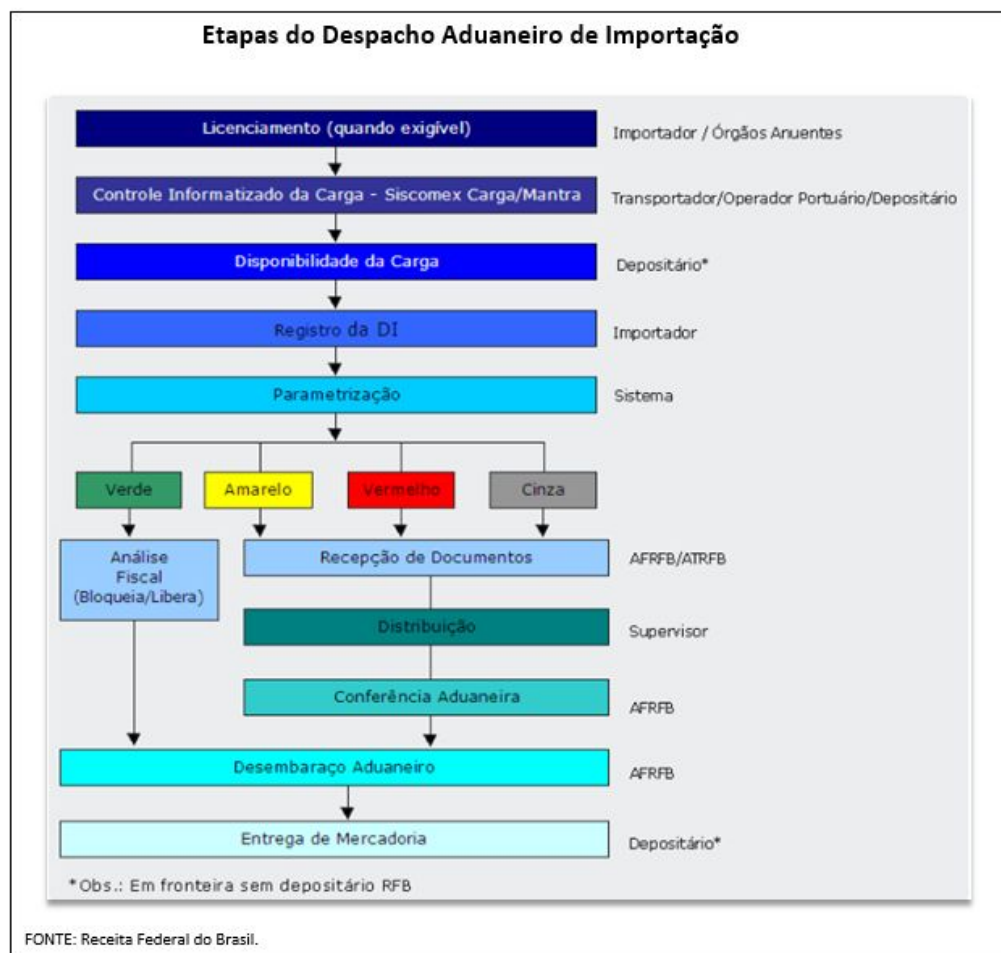 Etapas do Despacho Aduaneiro de Importação
Licenciamento (quando exigível)
Importador / Órgãos Anuentes
Controle Informatizado da Carga - Siscomex Carga/Mantra
Transportador/Operador Portuário/Depositário
Disponibilidade da Carga
Depositário*
Registro da DI
Importador
Parametrização
Sistema
Verde
Amarelo
Vermelho
Cinza
Análise
Fiscal
(Bloqueia/Libera)
Recepção de Documentos
AFRFB/ATRFB
Distribuição
Supervisor
Conferência Aduaneira
AFRFB
Desembaraço Aduaneiro
AFRFB
Entrega de Mercadoria
Depositário*
*Obs.: Em fronteira sem depositário RFB
FONTE: Receita Federal do Brasil.